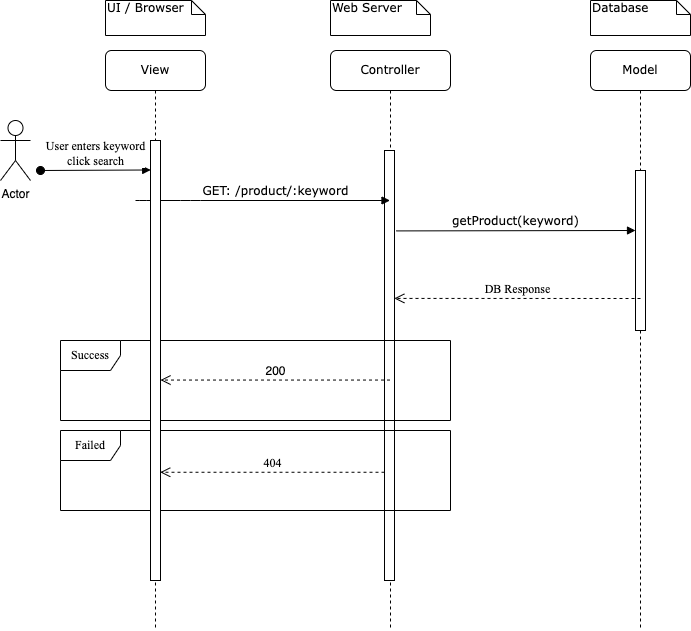 UI / Browser
Web Server
Database
View
Controller
Model
User enters keyword
click search
Actor
GET: /product/:keyword
getProduct(keyword)
DB Response
Success
200
Failed
404